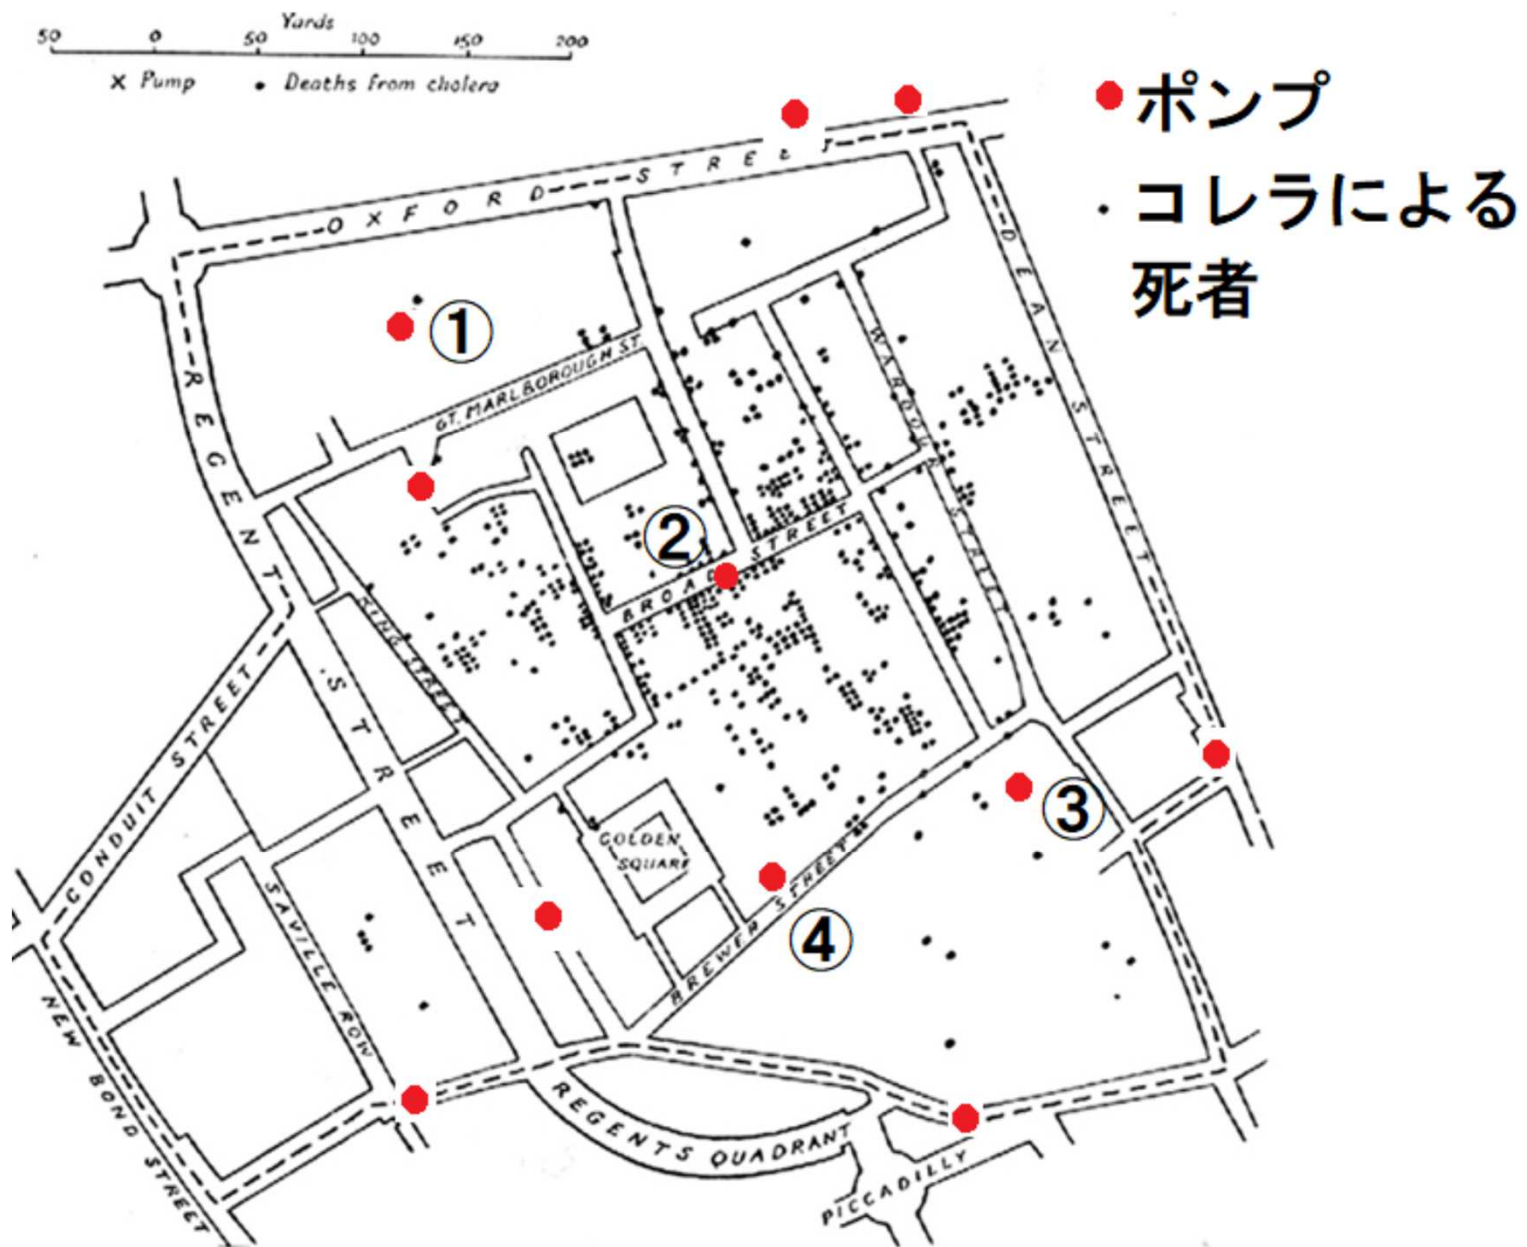 Yards
50 0 50 100 150 200
× Pump • Deaths from cholera
ポンプ
コレラによる
死者
OXFORD STREET
①
GT. MARLBOROUGH ST.
REGENT STREET
DEAN STREET
WARDOUR STREET
②
BROAD STREET
KING STREET
CONDUIT STREET
③
GOLDEN
SQUARE
④
BREWER STREET
SAVILLE ROW
NEW BOND STREET
REGENTS QUADRANT
PICCADILLY